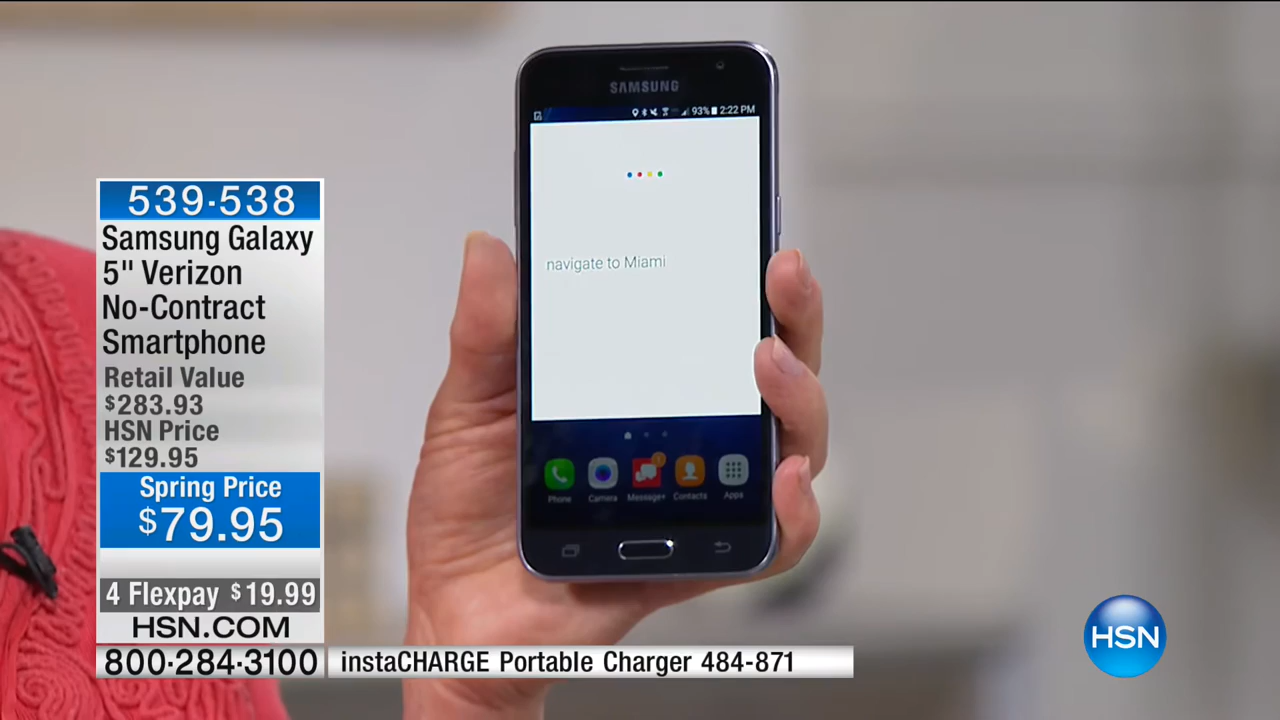 539-538
Samsung Galaxy
5" Verizon
No-Contract
Smartphone
Retail Value
$283.93
HSN Price
$129.95
Spring Price
$79.95
4 Flexpay $19.99
HSN.COM
800-284-3100
instaCHARGE Portable Charger 484-871
SAMSUNG
93% 2:22 PM
navigate to Miami
Phone
Camera
Message+
Contacts
Apps
HSN